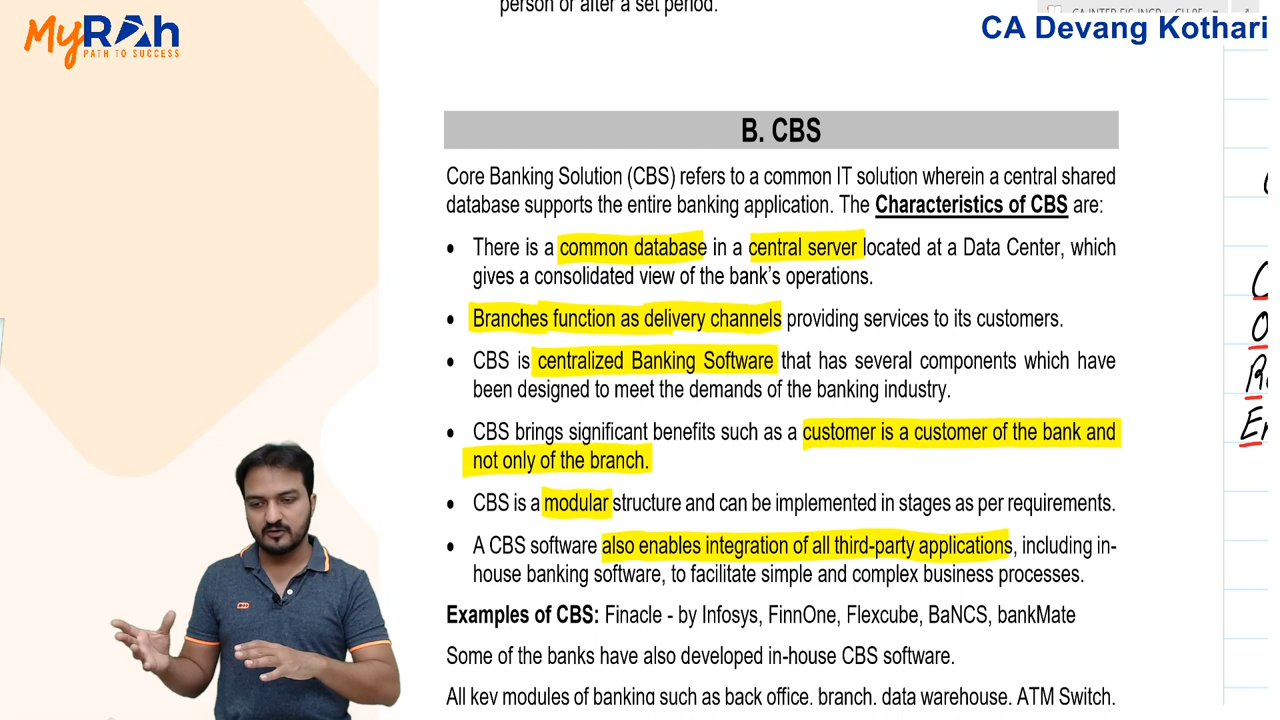 person or after a set period.
MyRAh
PATH TO SUCCESS
CA Devang Kothari
B. CBS
Core Banking Solution (CBS) refers to a common IT solution wherein a central shared
database supports the entire banking application. The Characteristics of CBS are:
• There is a common database in a central server located at a Data Center, which
gives a consolidated view of the bank's operations.
• Branches function as delivery channels providing services to its customers.
• CBS is centralized Banking Software that has several components which have
been designed to meet the demands of the banking industry.
• CBS brings significant benefits such as a customer is a customer of the bank and
not only of the branch.
• CBS is a modular structure and can be implemented in stages as per requirements.
• A CBS software also enables integration of all third-party applications, including in-
house banking software, to facilitate simple and complex business processes.
Examples of CBS: Finacle - by Infosys, FinnOne, Flexcube, BaNCS, bankMate
Some of the banks have also developed in-house CBS software.
All key modules of banking such as back office, branch, data warehouse, ATM Switch,